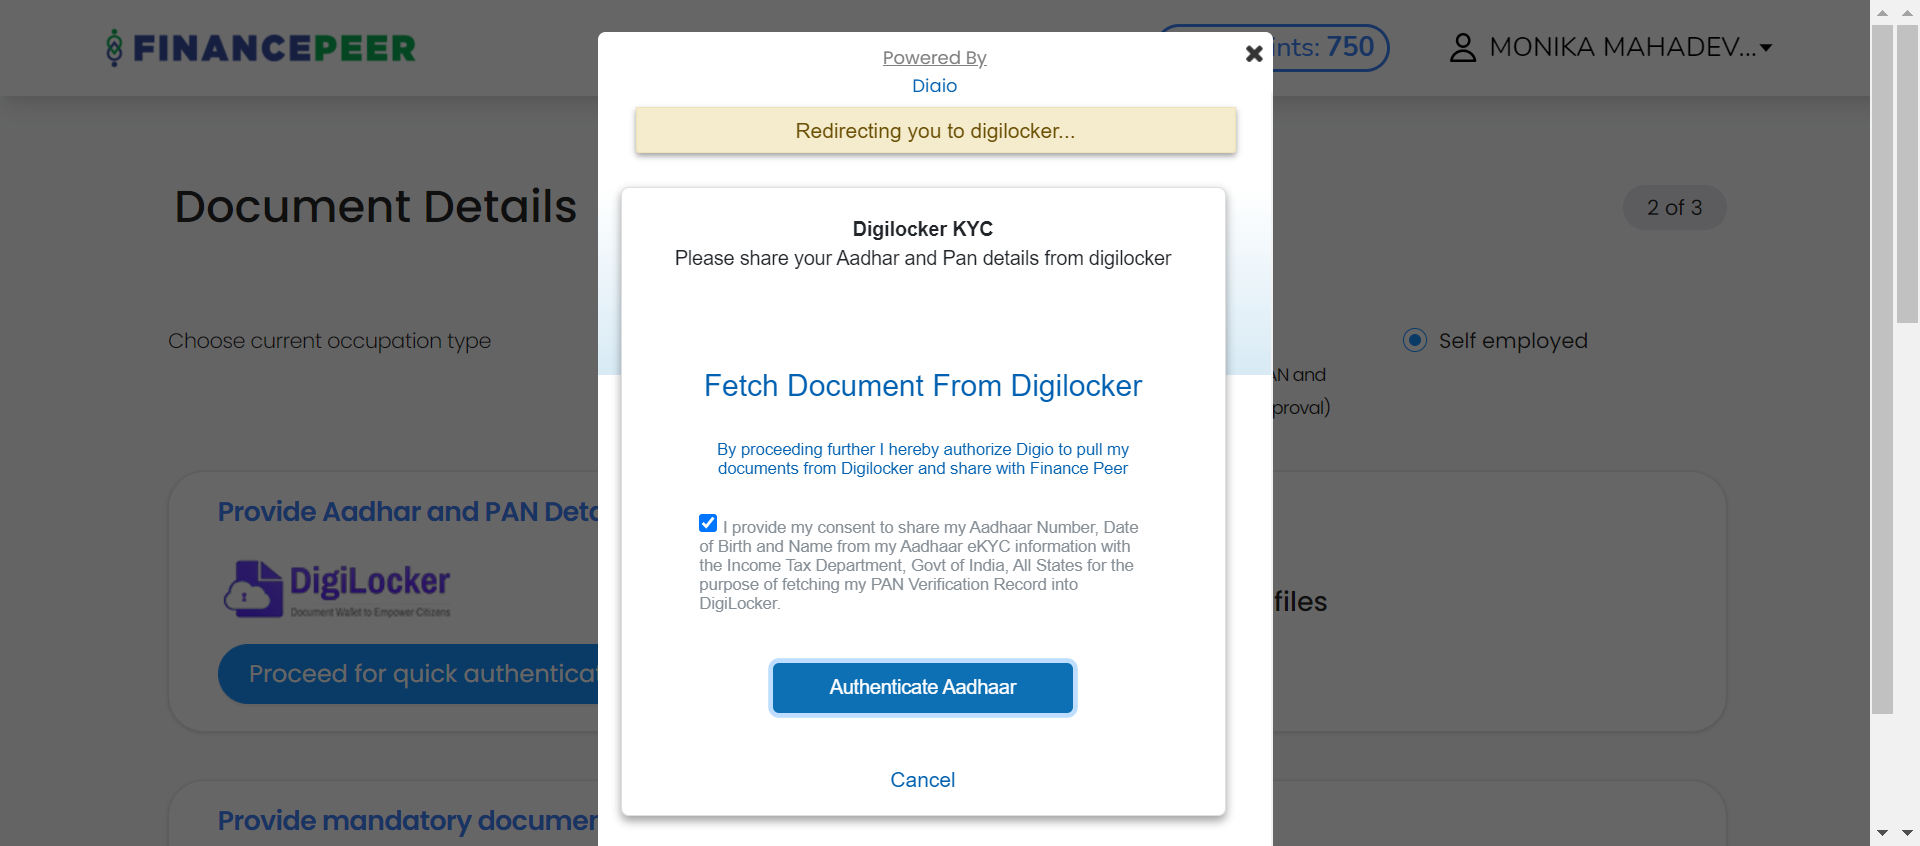 FINANCEPEER
ints: 750
MONIKA MAHADEV...
Powered By
Digio
Redirecting you to digilocker...
Document Details
2 of 3
Digilocker KYC
Please share your Aadhar and Pan details from digilocker
Choose current occupation type
Self employed
AN and
proval)
Fetch Document From Digilocker
By proceeding further I hereby authorize Digio to pull my
documents from Digilocker and share with Finance Peer
Provide Aadhar and PAN Deta
I provide my consent to share my Aadhaar Number, Date
of Birth and Name from my Aadhaar eKYC information with
the Income Tax Department, Govt of India, All States for the
purpose of fetching my PAN Verification Record into
DigiLocker.
DigiLocker
Document Wallet to Empower Citizens
files
Proceed for quick authenticat
Authenticate Aadhaar
Cancel
Provide mandatory documen